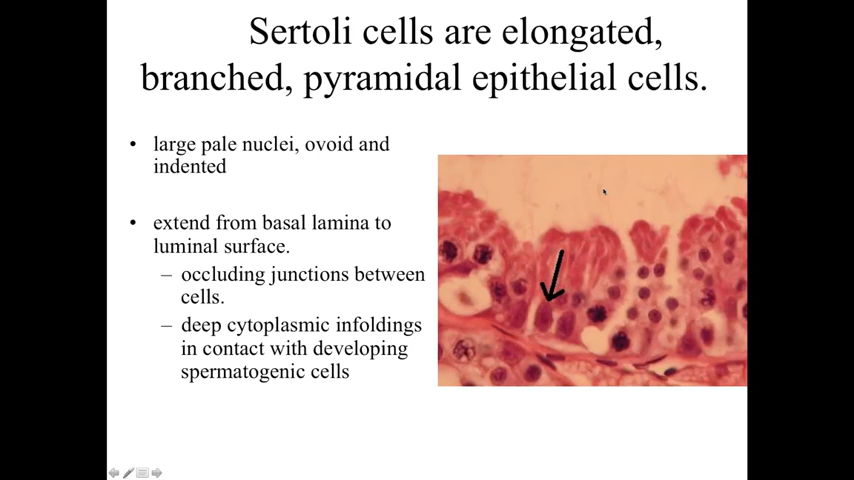 Sertoli cells are elongated,
branched, pyramidal epithelial cells.
• large pale nuclei, ovoid and
indented
• extend from basal lamina to
luminal surface.
– occluding junctions between
cells.
– deep cytoplasmic infoldings
in contact with developing
spermatogenic cells